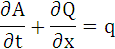 ∂A/∂t + ∂Q/∂x = q